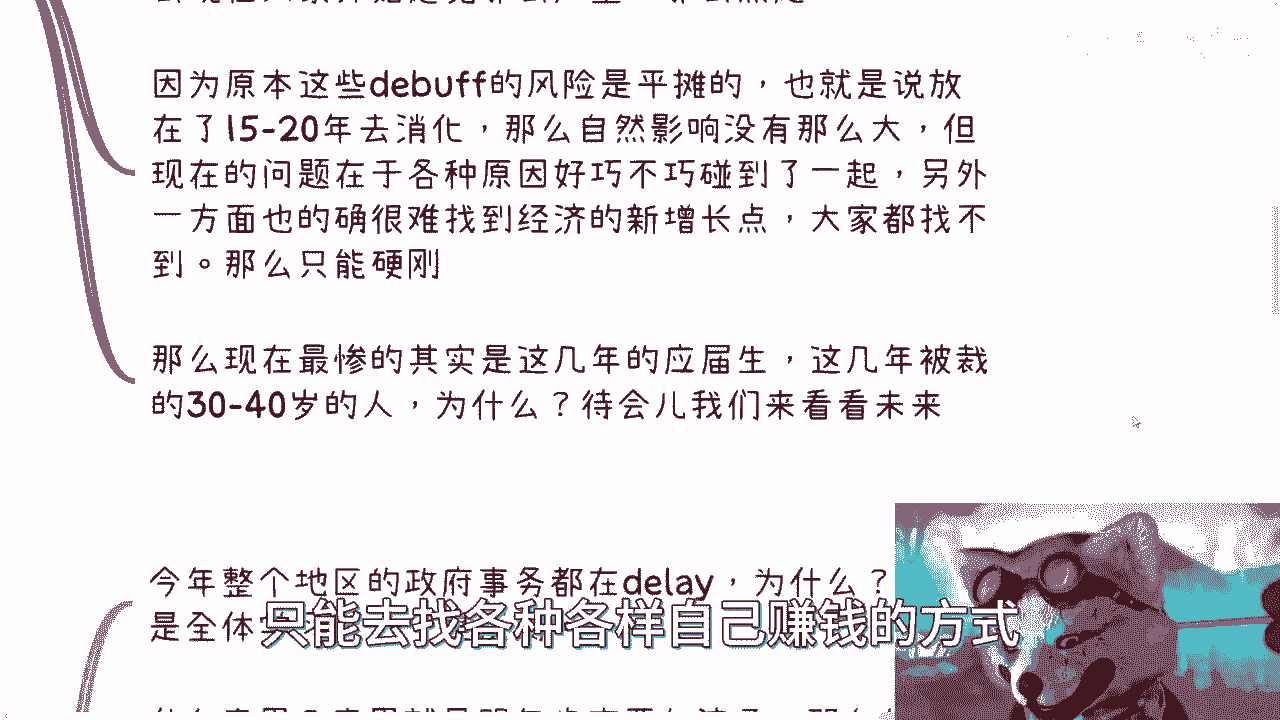 因为原本这些debuff的风险是平摊的，也就是说放
在了15-20年去消化，那么自然影响没有那么大，但
现在的问题在于各种原因好巧不巧碰到了一起，另外
一方面也的确很难找到经济的新增长点，大家都找不
到。那么只能硬刚
那么现在最惨的其实是这几年的应届生，这几年被裁
的30-40岁的人，为什么？待会儿我们来看看未来
今年整个地区的政府事务都在delay，为什么？
是全体
只能去找各种各样自己赚钱的方式